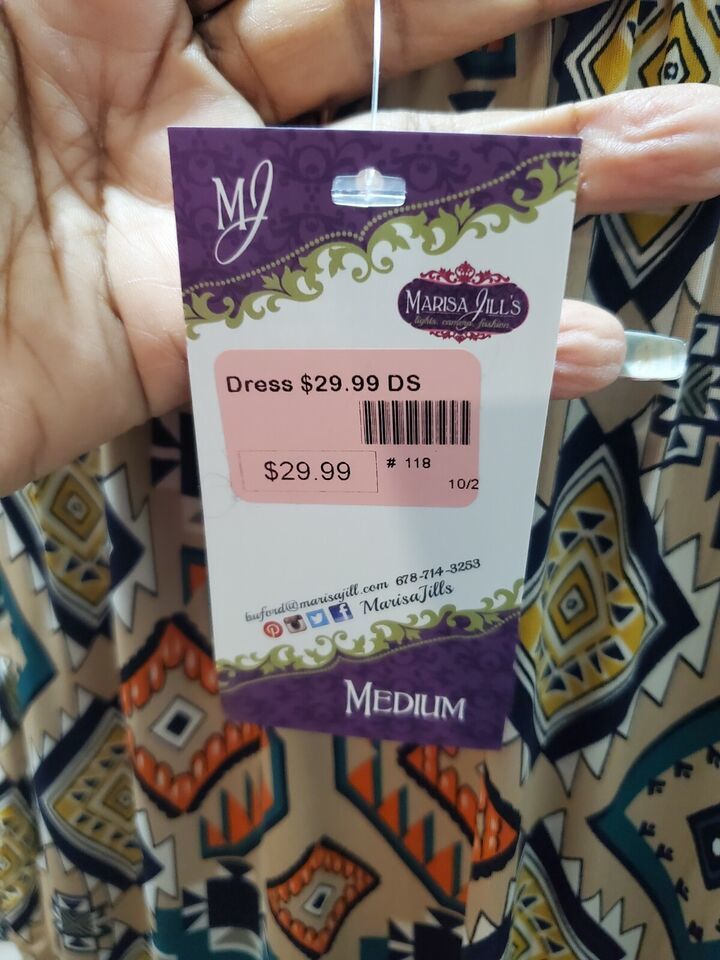 MJ
MARISA JILL'S
lights. camera. fashion.
Dress $29.99 DS
$29.99
# 118
10/2
buford@marisajill.com 678-714-3253
MarisaJills
MEDIUM